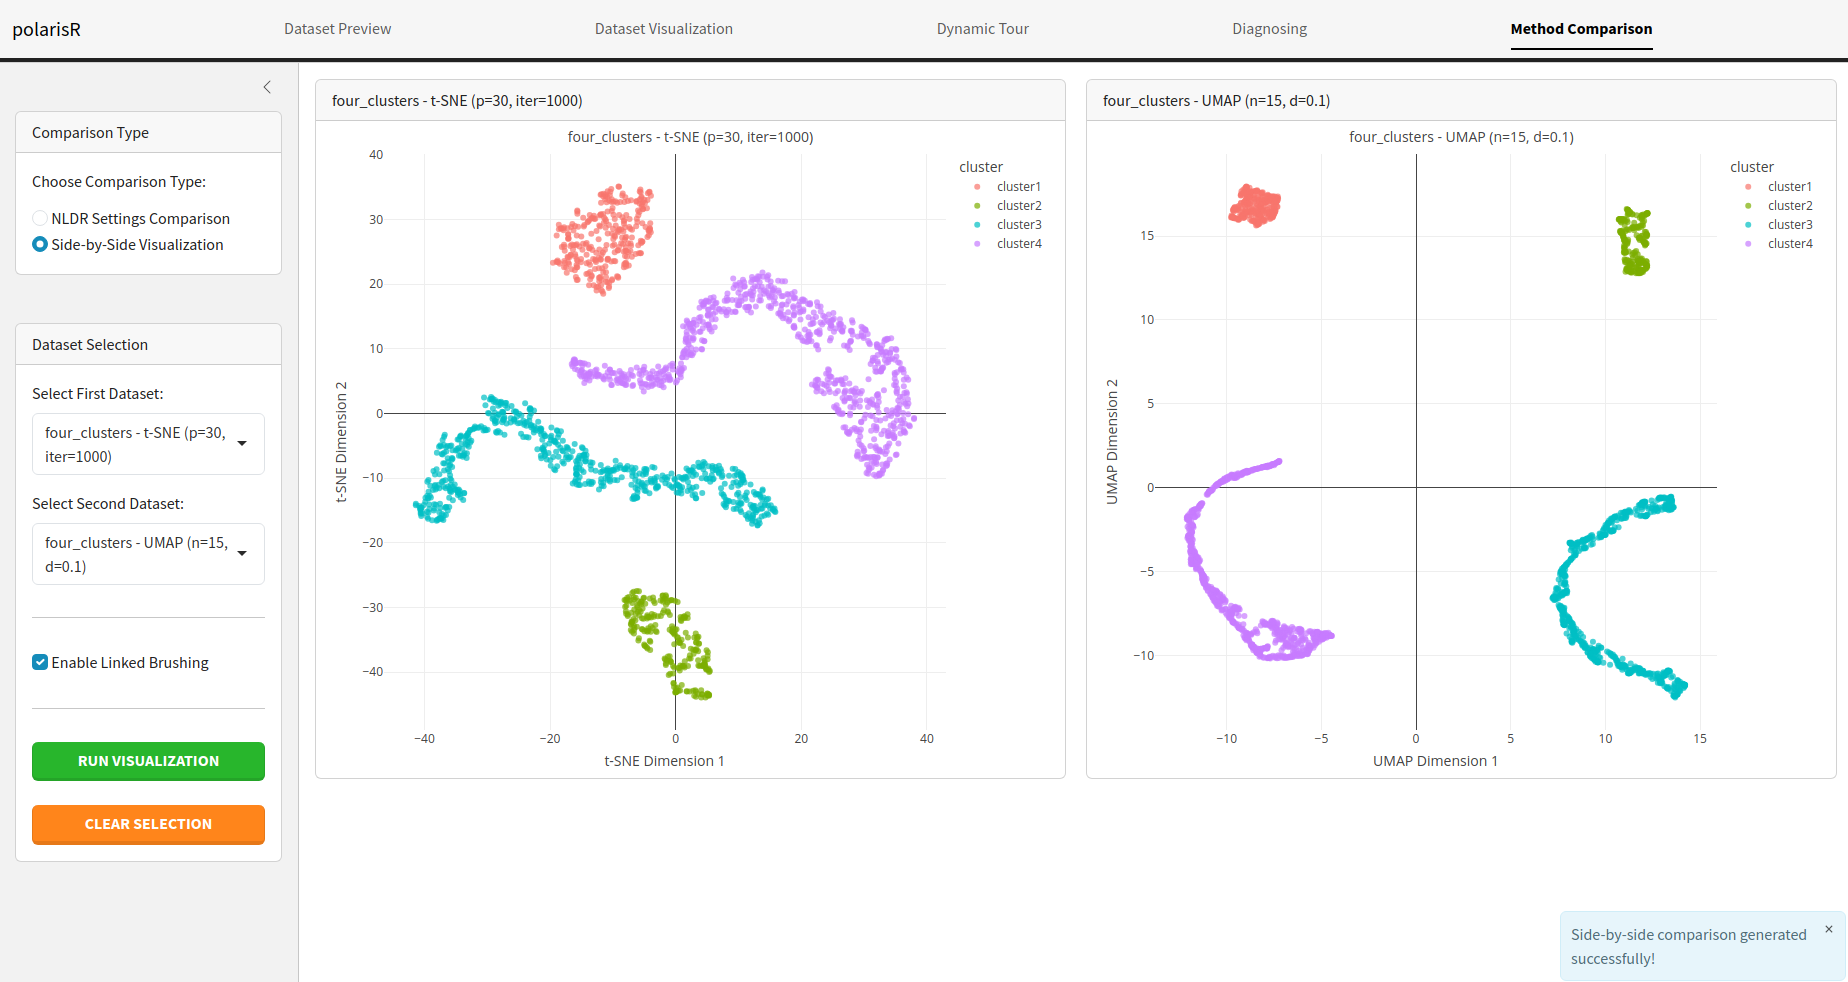 polarisR
Dataset Preview
Dataset Visualization
Dynamic Tour
Diagnosing
Method Comparison
Comparison Type
Choose Comparison Type:
NLDR Settings Comparison
Side-by-Side Visualization
Dataset Selection
Select First Dataset:
four_clusters - t-SNE (p=30,
iter=1000)
Select Second Dataset:
four_clusters - UMAP (n=15,
d=0.1)
Enable Linked Brushing
RUN VISUALIZATION
CLEAR SELECTION
four_clusters - t-SNE (p=30, iter=1000)
four_clusters - t-SNE (p=30, iter=1000)
40
30
20
10
0
−10
−20
−30
−40
t-SNE Dimension 2
−40
−20
0
20
40
t-SNE Dimension 1
cluster
cluster1
cluster2
cluster3
cluster4
four_clusters - UMAP (n=15, d=0.1)
four_clusters - UMAP (n=15, d=0.1)
15
10
5
0
−5
−10
UMAP Dimension 2
−10
−5
0
5
10
15
UMAP Dimension 1
cluster
cluster1
cluster2
cluster3
cluster4
Side-by-side comparison generated
successfully!
×